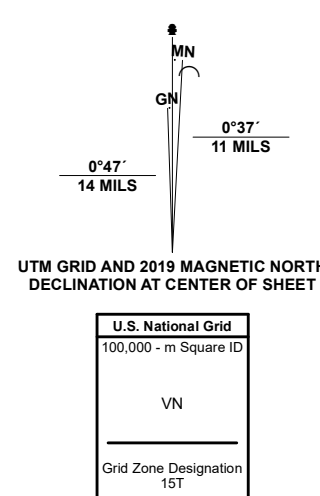 MN
GN
0°37´
11 MILS
0°47´
14 MILS
UTM GRID AND 2019 MAGNETIC NORTH
DECLINATION AT CENTER OF SHEET
U.S. National Grid
100,000 - m Square ID
VN
Grid Zone Designation
15T